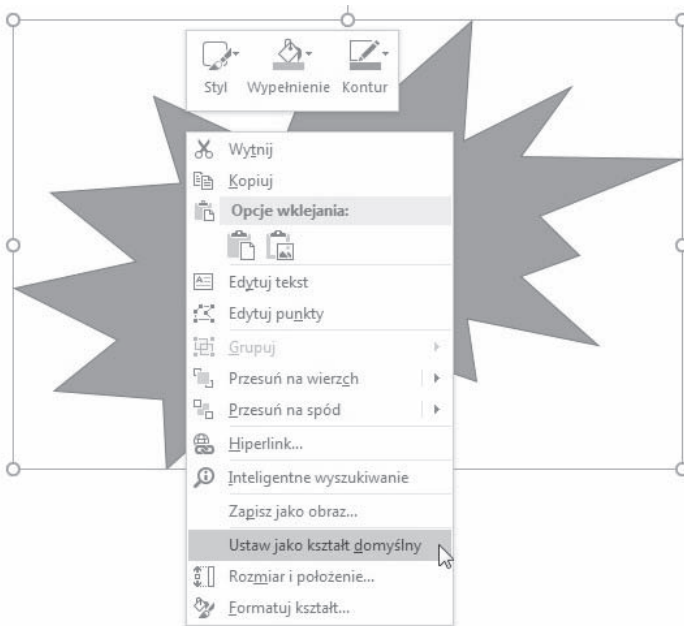 Styl Wypełnienie Kontur
Wytnij
Kopiuj
Opcje wklejania:
Edytuj tekst
Edytuj punkty
Grupuj
Przesuń na wierzch
Przesuń na spód
Hiperlink...
Inteligentne wyszukiwanie
Zapisz jako obraz...
Ustaw jako kształt domyślny
Rozmiar i położenie...
Formatuj kształt...